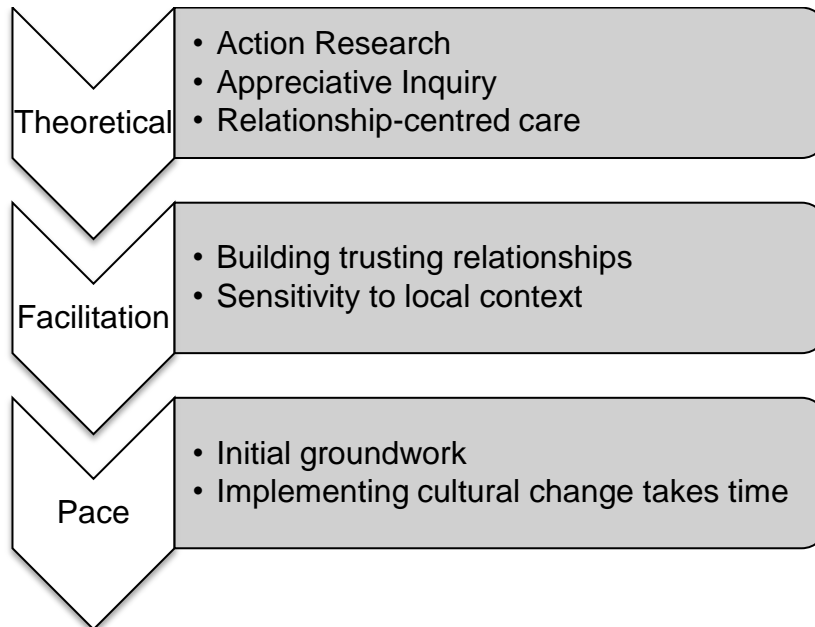 Theoretical
• Action Research
• Appreciative Inquiry
• Relationship-centred care
Facilitation
• Building trusting relationships
• Sensitivity to local context
Pace
• Initial groundwork
• Implementing cultural change takes time